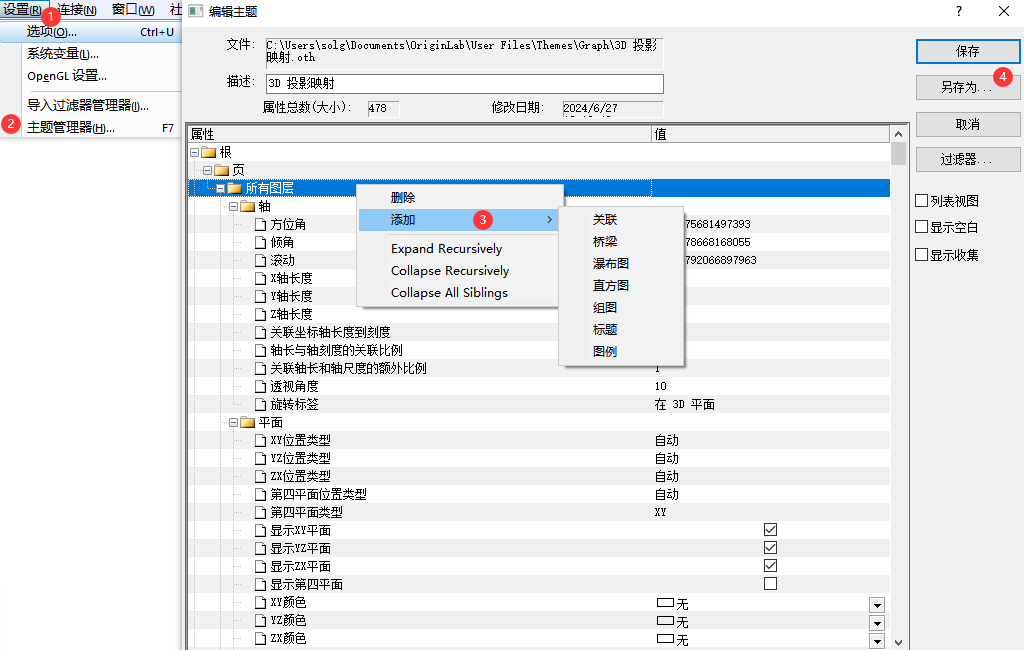 设置(R) 连接(N) 窗口(W) 社
1
选项(O)... Ctrl+U
系统变量(L)...
OpenGL 设置...
导入过滤器管理器(I)...
2
主题管理器(H)... F7
编辑主题
? ×
文件: C:\Users\solg\Documents\OriginLab\User Files\Themes\Graph\3D 投影
映射.oth
描述: 3D 投影映射
属性总数(大小): 478 修改日期: 2024/6/27
保存
另存为... 4
取消
过滤器...
列表视图
显示空白
显示收集
属性 值
根
页
所有图层
轴
方位角 75681497393
倾角 78668168055
滚动 792066897963
X轴长度
Y轴长度
Z轴长度
关联坐标轴长度到刻度
轴长与轴刻度的关联比例
关联轴长和轴尺度的额外比例 1
透视角度 10
旋转标签 在 3D 平面
平面
XY位置类型 自动
YZ位置类型 自动
ZX位置类型 自动
第四平面位置类型 自动
第四平面类型 XY
显示XY平面
显示YZ平面
显示ZX平面
显示第四平面
XY颜色 无
YZ颜色 无
ZX颜色 无
删除
添加 3 >
Expand Recursively
Collapse Recursively
Collapse All Siblings
关联
桥梁
瀑布图
直方图
组图
标题
图例